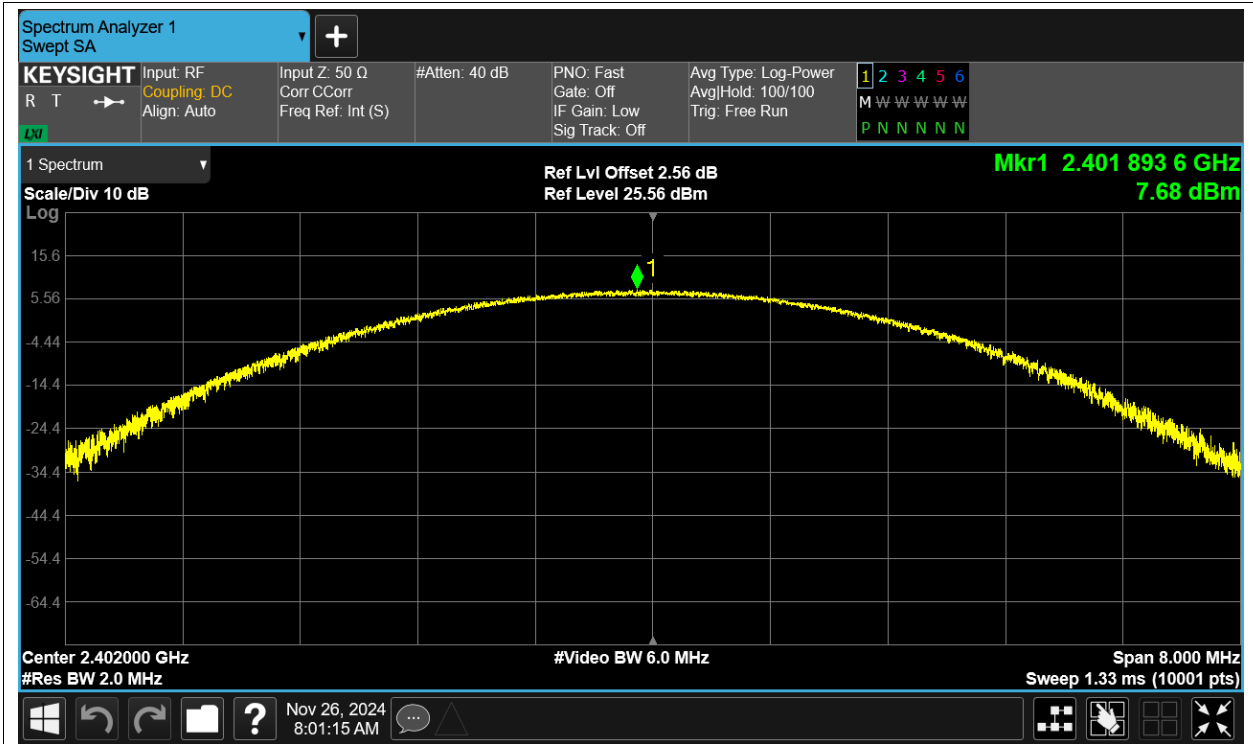 Spectrum Analyzer 1
Swept SA
KEYSIGHT
R T
LXI
Input: RF
Coupling: DC
Align: Auto
Input Z: 50 Ω
Corr CCorr
Freq Ref: Int (S)
#Atten: 40 dB
PNO: Fast
Gate: Off
IF Gain: Low
Sig Track: Off
Avg Type: Log-Power
Avg|Hold: 100/100
Trig: Free Run
1 2 3 4 5 6
M W W W W W
P N N N N N
1 Spectrum
Scale/Div 10 dB
Log
Ref Lvl Offset 2.56 dB
Ref Level 25.56 dBm
Mkr1 2.401 893 6 GHz
7.68 dBm
15.6
5.56
-4.44
-14.4
-24.4
-34.4
-44.4
-54.4
-64.4
1
Center 2.402000 GHz
#Res BW 2.0 MHz
#Video BW 6.0 MHz
Span 8.000 MHz
Sweep 1.33 ms (10001 pts)
?
Nov 26, 2024
8:01:15 AM